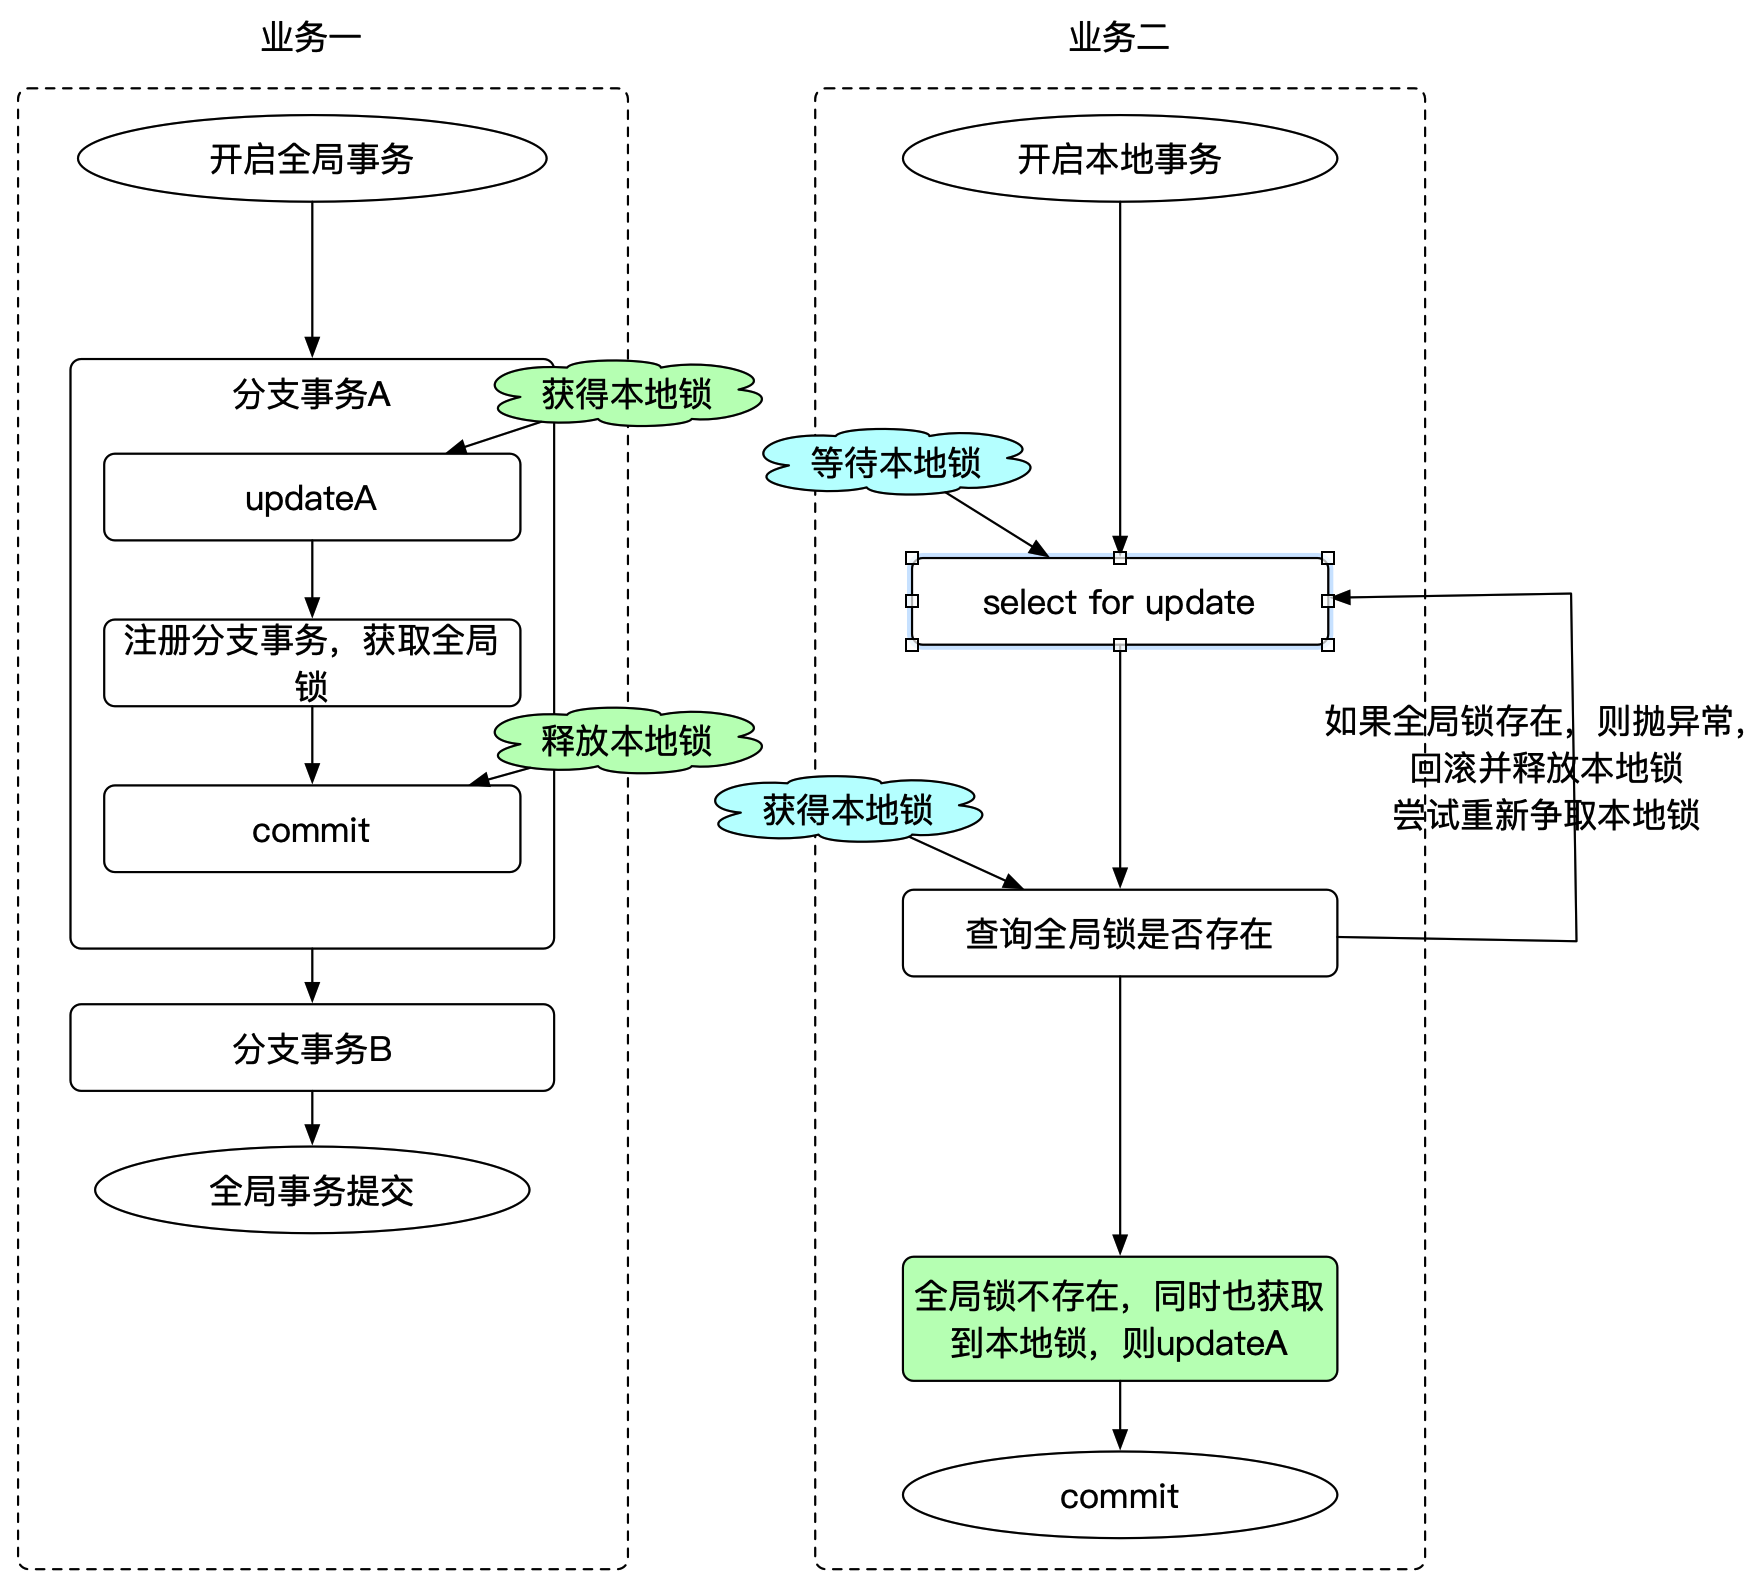 业务一
开启全局事务
分支事务A
获得本地锁
updateA
注册分支事务，获取全局
锁
释放本地锁
commit
分支事务B
全局事务提交
业务二
开启本地事务
等待本地锁
select for update
如果全局锁存在，则抛异常，
回滚并释放本地锁
尝试重新争取本地锁
获得本地锁
查询全局锁是否存在
全局锁不存在，同时也获取
到本地锁，则updateA
commit